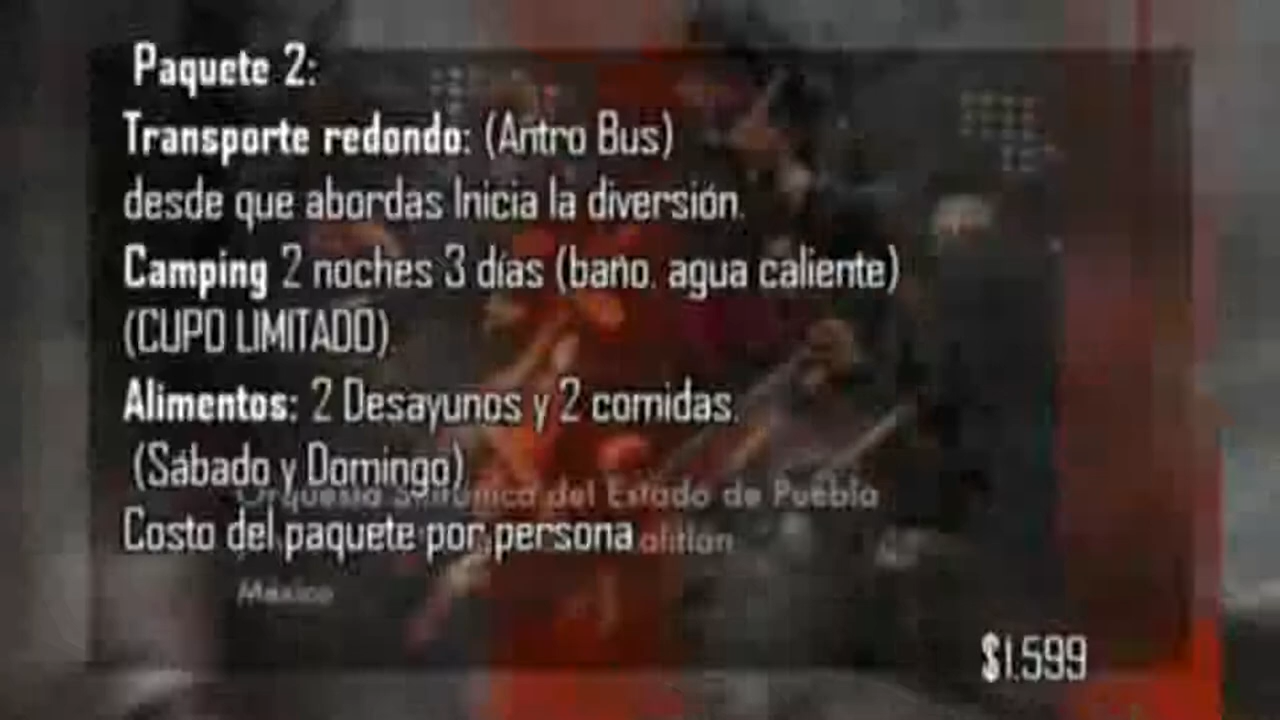 Paquete 2:
Transporte redondo: (Antro Bus)
desde que abordas Inicia la diversión.
Camping 2 noches 3 días (baño. agua caliente)
(CUPO LIMITADO).
Alimentos: 2 Desayunos y 2 comidas.
(Sábado y Domingo)
Orquesta Sinfónica del Estado de Puebla
Costo del paquete por persona
México
$1.599